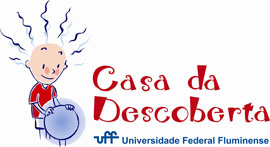 Casa da
Descoberta
uff Universidade Federal Fluminense